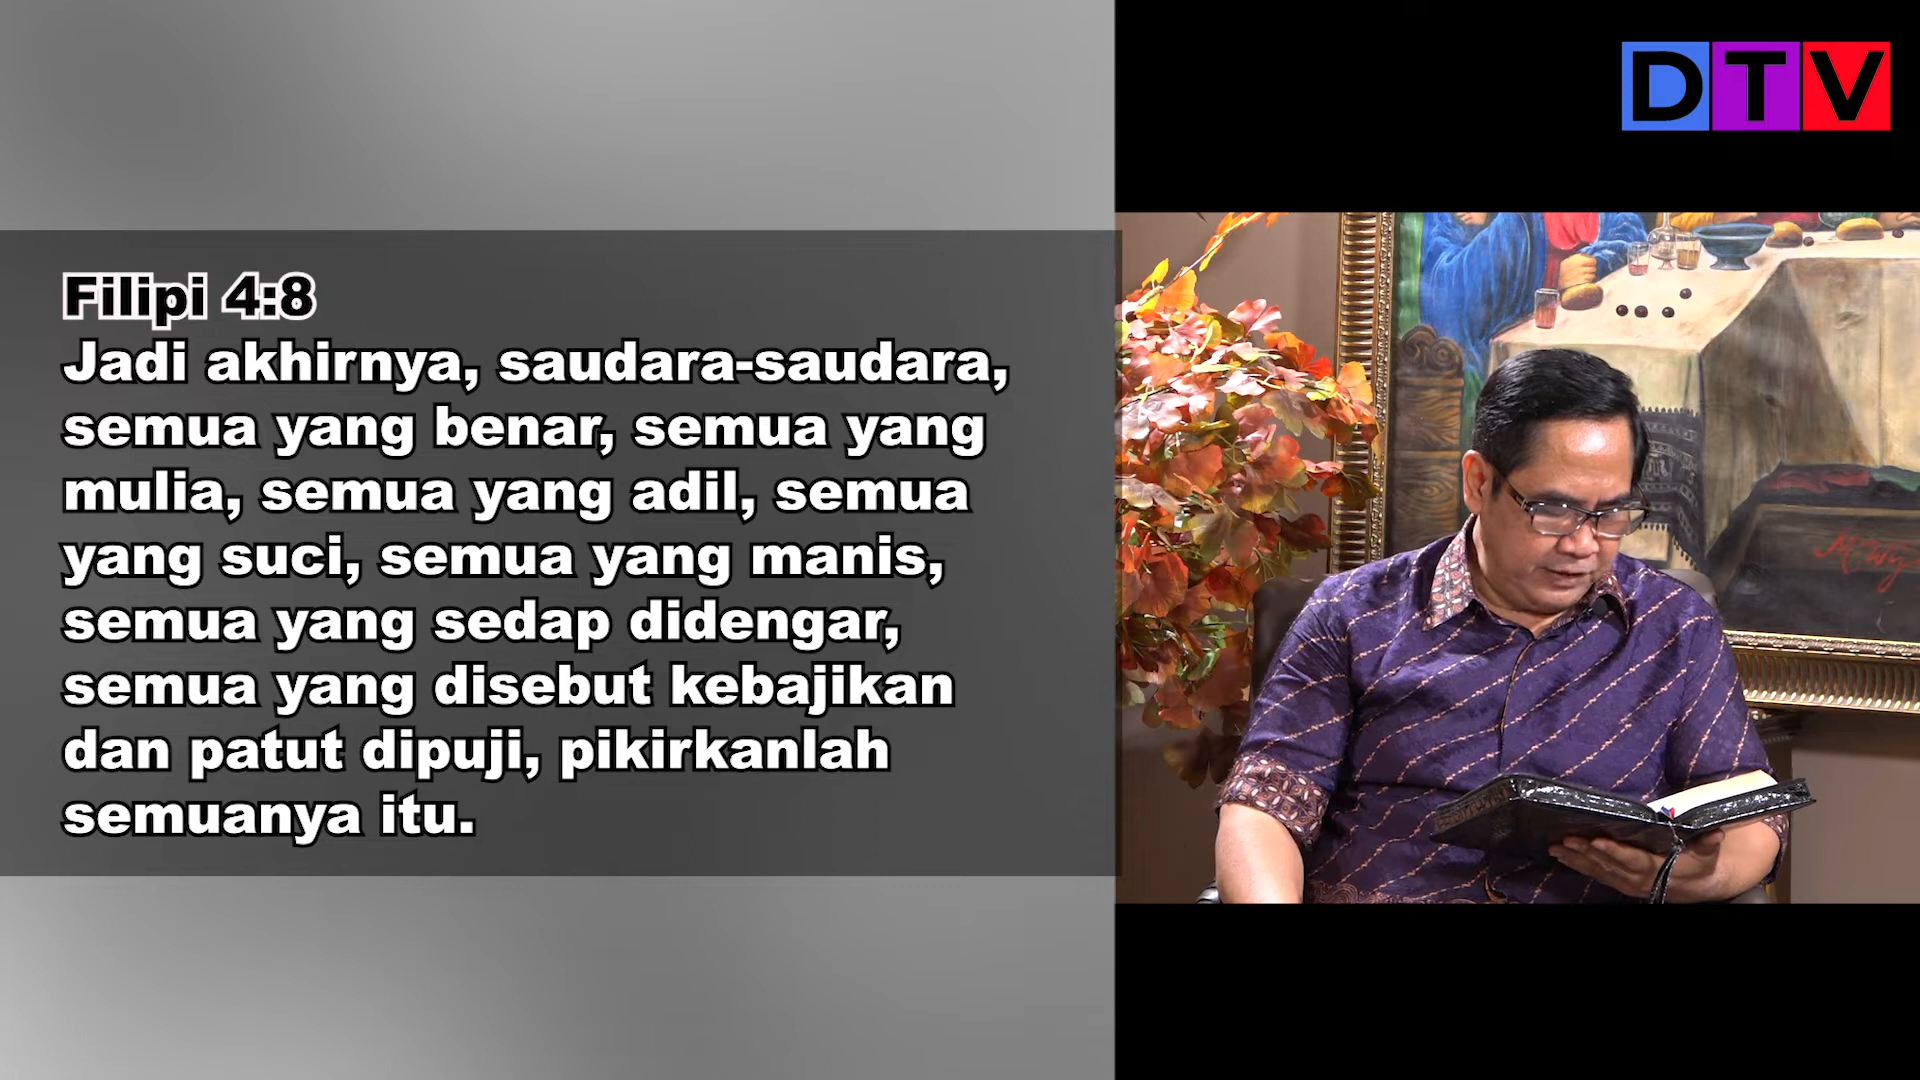 DTV
Filipi 4:8
Jadi akhirnya, saudara-saudara,
semua yang benar, semua yang
mulia, semua yang adil, semua
yang suci, semua yang manis,
semua yang sedap didengar,
semua yang disebut kebajikan
dan patut dipuji, pikirkanlah
semuanya itu.